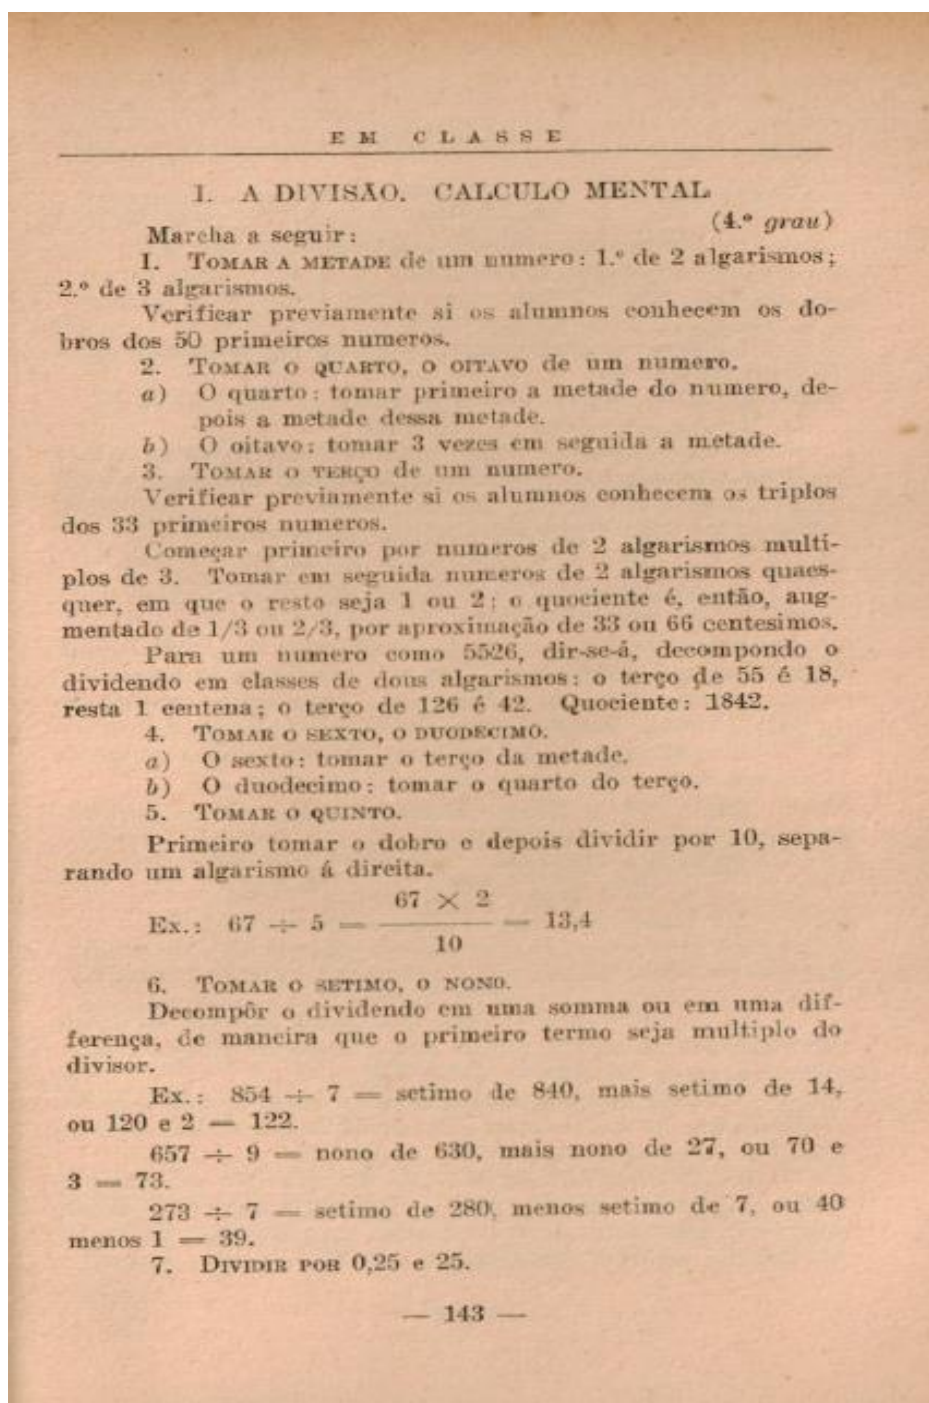 EM CLASSE
I. A DIVISÃO. CALCULO MENTAL
(4.º grau)
Marcha a seguir:
1. TOMAR A METADE de um numero: 1.º de 2 algarismos;
2.º de 3 algarismos.
Verificar previamente si os alumnos conhecem os do-
bros dos 50 primeiros numeros.
2. TOMAR O QUARTO, O OITAVO de um numero.
a) O quarto: tomar primeiro a metade do numero, de-
pois a metade dessa metade.
b) O oitavo: tomar 3 vezes em seguida a metade.
3. TOMAR O TERÇO de um numero.
Verificar previamente si os alumnos conhecem os triplos
dos 33 primeiros numeros.
Começar primeiro por numeros de 2 algarismos multi-
plos de 3. Tomar em seguida numeros de 2 algarismos quaes-
quer, em que o resto seja 1 ou 2; o quociente é, então, aug-
mentado de 1/3 ou 2/3, por aproximação de 33 ou 66 centesimos.
Para um numero como 5526, dir-se-á, decompondo o
dividendo em classes de dous algarismos: o terço de 55 é 18,
resta 1 centena; o terço de 126 é 42. Quociente: 1842.
4. TOMAR O SEXTO, O DUODECIMO.
a) O sexto: tomar o terço da metade.
b) O duodecimo: tomar o quarto do terço.
5. TOMAR O QUINTO.
Primeiro tomar o dobro e depois dividir por 10, sepa-
rando um algarismo á direita.
Ex.: 67 ÷ 5 = 67 × 2 / 10 = 13,4
6. TOMAR O SETIMO, O NONO.
Decompôr o dividendo em uma somma ou em uma dif-
ferença, de maneira que o primeiro termo seja multiplo do
divisor.
Ex.: 854 ÷ 7 = setimo de 840, mais setimo de 14,
ou 120 e 2 = 122.
657 ÷ 9 = nono de 630, mais nono de 27, ou 70 e
3 = 73.
273 ÷ 7 = setimo de 280, menos setimo de 7, ou 40
menos 1 = 39.
7. DIVIDIR POR 0,25 e 25.
— 143 —